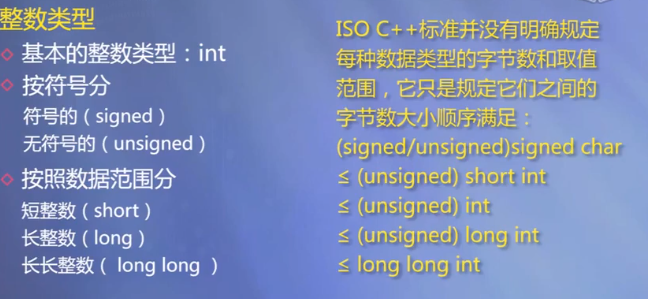 整数类型
基本的整数类型：int
按符号分
符号的（signed）
无符号的（unsigned）
按照数据范围分
短整数（short）
长整数（long）
长长整数（ long long ）
ISO C++标准并没有明确规定
每种数据类型的字节数和取值
范围，它只是规定它们之间的
字节数大小顺序满足：
(signed/unsigned)signed char
≤ (unsigned) short int
≤ (unsigned) int
≤ (unsigned) long int
≤ long long int